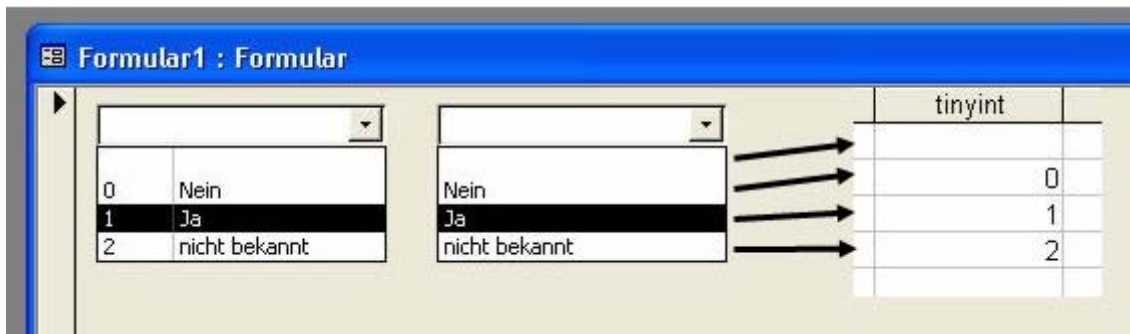 Formular1 : Formular
0 Nein
1 Ja
2 nicht bekannt
Nein
Ja
nicht bekannt
tinyint
0
1
2